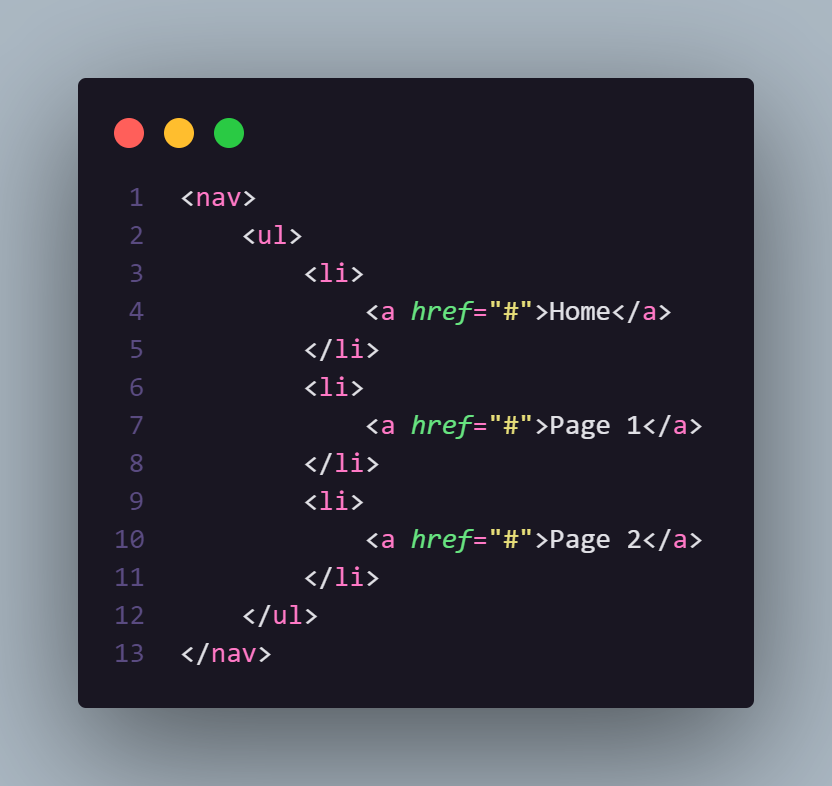 1 <nav>
2     <ul>
3         <li>
4             <a href="#">Home</a>
5         </li>
6         <li>
7             <a href="#">Page 1</a>
8         </li>
9         <li>
10             <a href="#">Page 2</a>
11         </li>
12     </ul>
13 </nav>